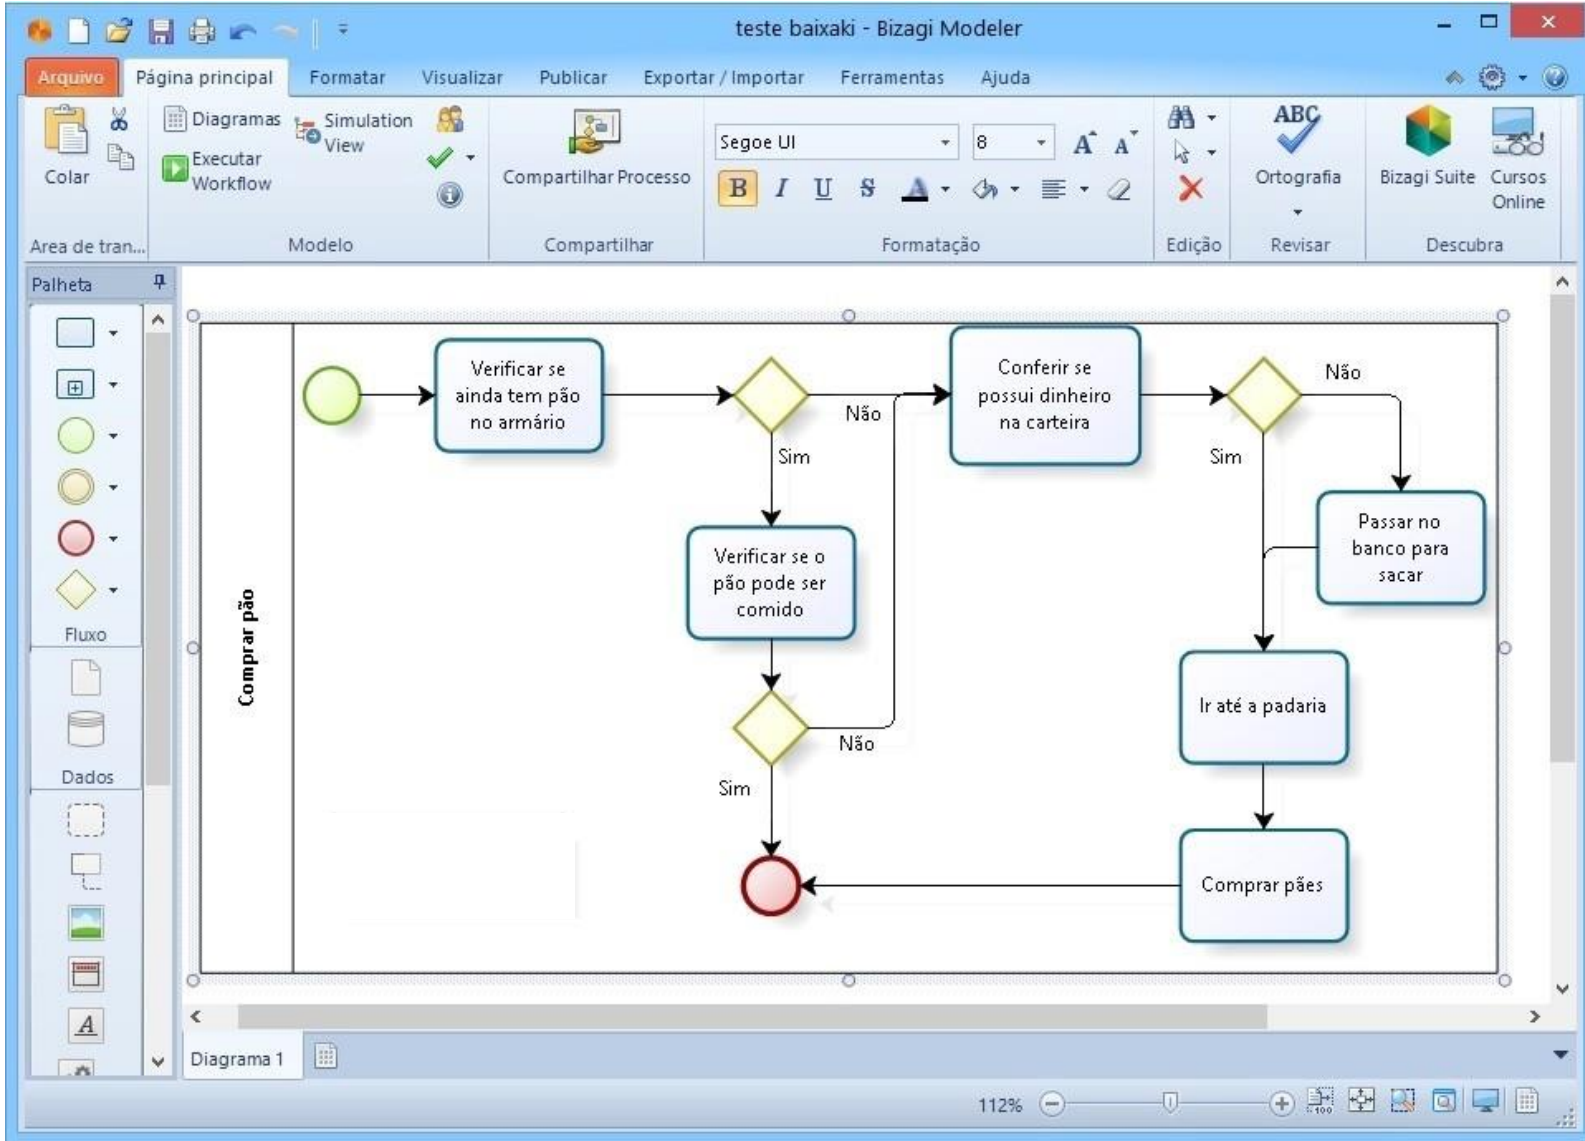 teste baixaki - Bizagi Modeler
Arquivo
Página principal
Formatar
Visualizar
Publicar
Exportar / Importar
Ferramentas
Ajuda
Colar
Area de tran...
Diagramas
Executar
Workflow
Simulation
View
Modelo
Compartilhar Processo
Compartilhar
Segoe UI
8
A
A
B
I
U
S
A
Formatação
Edição
ABC
Ortografia
Revisar
Bizagi Suite
Cursos
Online
Descubra
Palheta
Fluxo
Dados
A
Comprar pão
Verificar se
ainda tem pão
no armário
Não
Sim
Conferir se
possui dinheiro
na carteira
Não
Sim
Passar no
banco para
sacar
Verificar se o
pão pode ser
comido
Não
Sim
Ir até a padaria
Comprar pães
Diagrama 1
112%
100